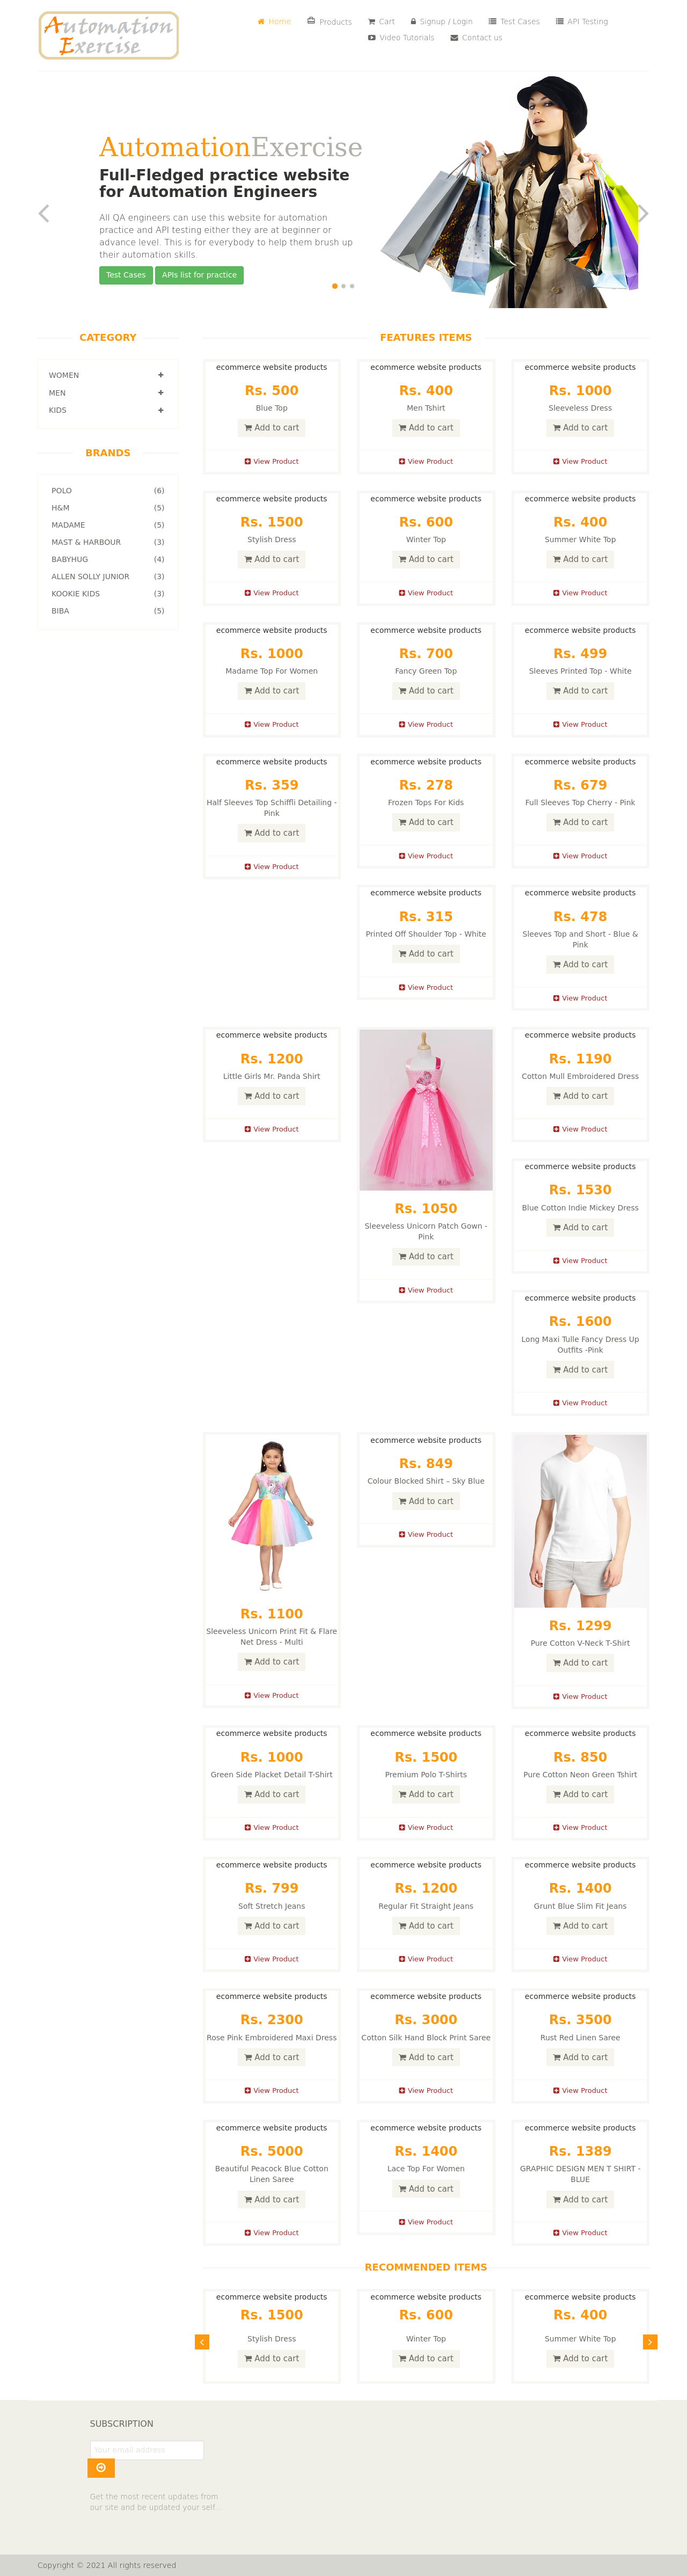 Automation
Exercise
Home
Products
Cart
Signup / Login
Test Cases
API Testing
Video Tutorials
Contact us
AutomationExercise
Full-Fledged practice website
for Automation Engineers
All QA engineers can use this website for automation
practice and API testing either they are at beginner or
advance level. This is for everybody to help them brush up
their automation skills.
Test Cases
APIs list for practice
CATEGORY
WOMEN
MEN
KIDS
BRANDS
POLO (6)
H&M (5)
MADAME (5)
MAST & HARBOUR (3)
BABYHUG (4)
ALLEN SOLLY JUNIOR (3)
KOOKIE KIDS (3)
BIBA (5)
FEATURES ITEMS
ecommerce website products
Rs. 500
Blue Top
Add to cart
View Product
ecommerce website products
Rs. 400
Men Tshirt
Add to cart
View Product
ecommerce website products
Rs. 1000
Sleeveless Dress
Add to cart
View Product
ecommerce website products
Rs. 1500
Stylish Dress
Add to cart
View Product
ecommerce website products
Rs. 600
Winter Top
Add to cart
View Product
ecommerce website products
Rs. 400
Summer White Top
Add to cart
View Product
ecommerce website products
Rs. 1000
Madame Top For Women
Add to cart
View Product
ecommerce website products
Rs. 700
Fancy Green Top
Add to cart
View Product
ecommerce website products
Rs. 499
Sleeves Printed Top - White
Add to cart
View Product
ecommerce website products
Rs. 359
Half Sleeves Top Schiffli Detailing -
Pink
Add to cart
View Product
ecommerce website products
Rs. 278
Frozen Tops For Kids
Add to cart
View Product
ecommerce website products
Rs. 679
Full Sleeves Top Cherry - Pink
Add to cart
View Product
ecommerce website products
Rs. 315
Printed Off Shoulder Top - White
Add to cart
View Product
ecommerce website products
Rs. 478
Sleeves Top and Short - Blue &
Pink
Add to cart
View Product
ecommerce website products
Rs. 1200
Little Girls Mr. Panda Shirt
Add to cart
View Product
Rs. 1050
Sleeveless Unicorn Patch Gown -
Pink
Add to cart
View Product
ecommerce website products
Rs. 1190
Cotton Mull Embroidered Dress
Add to cart
View Product
ecommerce website products
Rs. 1530
Blue Cotton Indie Mickey Dress
Add to cart
View Product
ecommerce website products
Rs. 1600
Long Maxi Tulle Fancy Dress Up
Outfits -Pink
Add to cart
View Product
Rs. 1100
Sleeveless Unicorn Print Fit & Flare
Net Dress - Multi
Add to cart
View Product
ecommerce website products
Rs. 849
Colour Blocked Shirt – Sky Blue
Add to cart
View Product
Rs. 1299
Pure Cotton V-Neck T-Shirt
Add to cart
View Product
ecommerce website products
Rs. 1000
Green Side Placket Detail T-Shirt
Add to cart
View Product
ecommerce website products
Rs. 1500
Premium Polo T-Shirts
Add to cart
View Product
ecommerce website products
Rs. 850
Pure Cotton Neon Green Tshirt
Add to cart
View Product
ecommerce website products
Rs. 799
Soft Stretch Jeans
Add to cart
View Product
ecommerce website products
Rs. 1200
Regular Fit Straight Jeans
Add to cart
View Product
ecommerce website products
Rs. 1400
Grunt Blue Slim Fit Jeans
Add to cart
View Product
ecommerce website products
Rs. 2300
Rose Pink Embroidered Maxi Dress
Add to cart
View Product
ecommerce website products
Rs. 3000
Cotton Silk Hand Block Print Saree
Add to cart
View Product
ecommerce website products
Rs. 3500
Rust Red Linen Saree
Add to cart
View Product
ecommerce website products
Rs. 5000
Beautiful Peacock Blue Cotton
Linen Saree
Add to cart
View Product
ecommerce website products
Rs. 1400
Lace Top For Women
Add to cart
View Product
ecommerce website products
Rs. 1389
GRAPHIC DESIGN MEN T SHIRT -
BLUE
Add to cart
View Product
RECOMMENDED ITEMS
ecommerce website products
Rs. 1500
Stylish Dress
Add to cart
ecommerce website products
Rs. 600
Winter Top
Add to cart
ecommerce website products
Rs. 400
Summer White Top
Add to cart
SUBSCRIPTION
Your email address
Get the most recent updates from
our site and be updated your self...
Copyright © 2021 All rights reserved